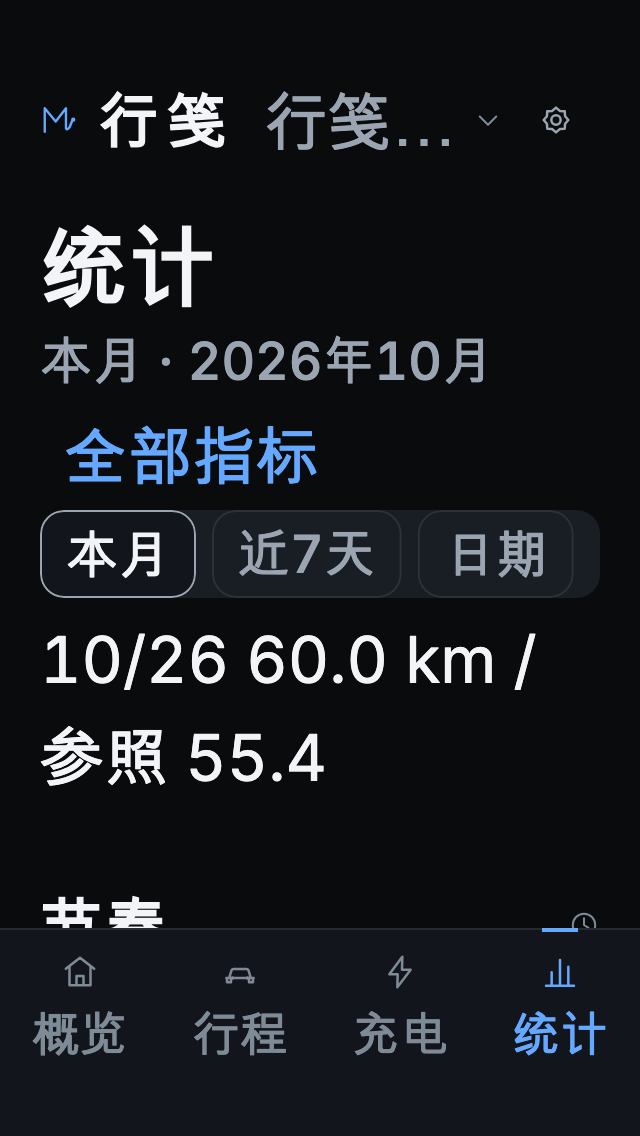 行笺 行笺...
统计
本月 · 2026年10月
全部指标
本月 近7天 日期
10/26 60.0 km /
参照 55.4
节奏
概览 行程 充电 统计